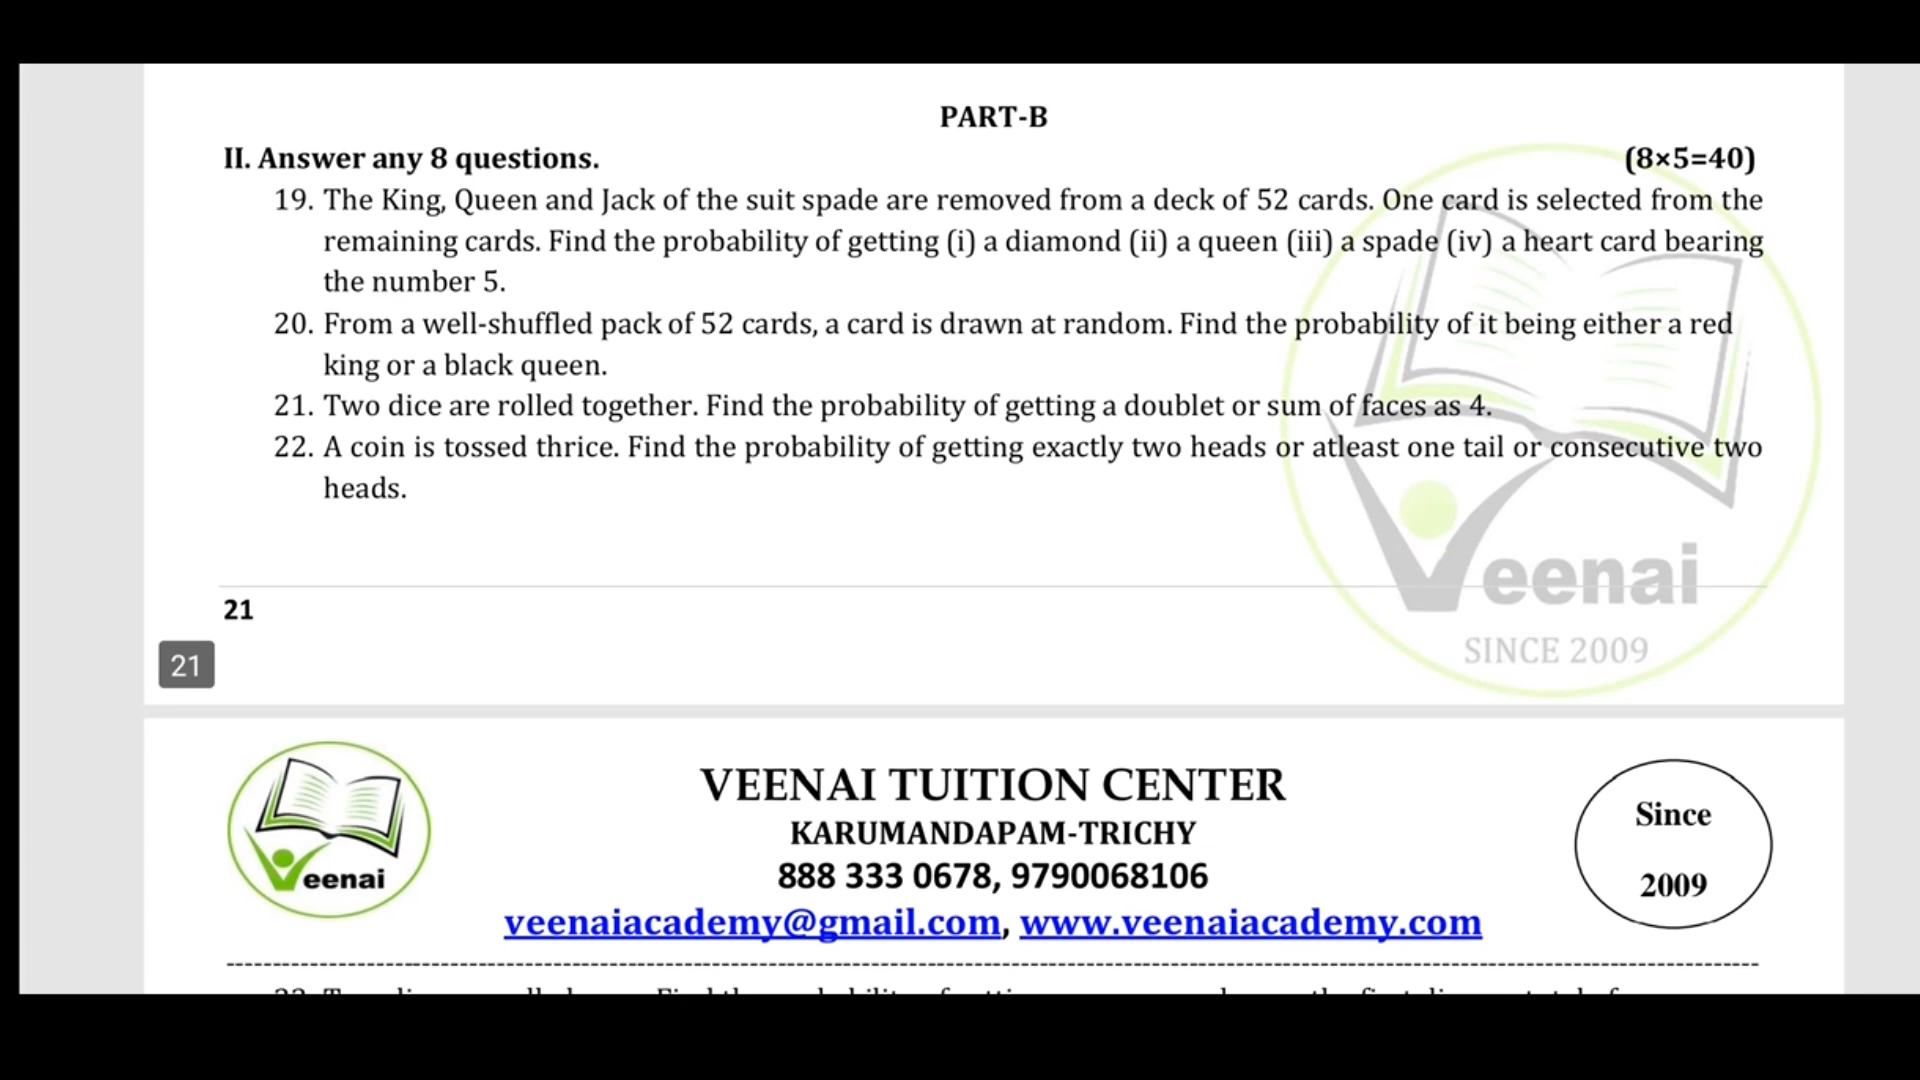 PART-B
II. Answer any 8 questions. (8×5=40)
19. The King, Queen and Jack of the suit spade are removed from a deck of 52 cards. One card is selected from the
remaining cards. Find the probability of getting (i) a diamond (ii) a queen (iii) a spade (iv) a heart card bearing
the number 5.
20. From a well-shuffled pack of 52 cards, a card is drawn at random. Find the probability of it being either a red
king or a black queen.
21. Two dice are rolled together. Find the probability of getting a doublet or sum of faces as 4.
22. A coin is tossed thrice. Find the probability of getting exactly two heads or atleast one tail or consecutive two
heads.
Veenai
SINCE 2009
21
21
Veenai
VEENAI TUITION CENTER
KARUMANDAPAM-TRICHY
888 333 0678, 9790068106
veenaiacademy@gmail.com, www.veenaiacademy.com
Since
2009